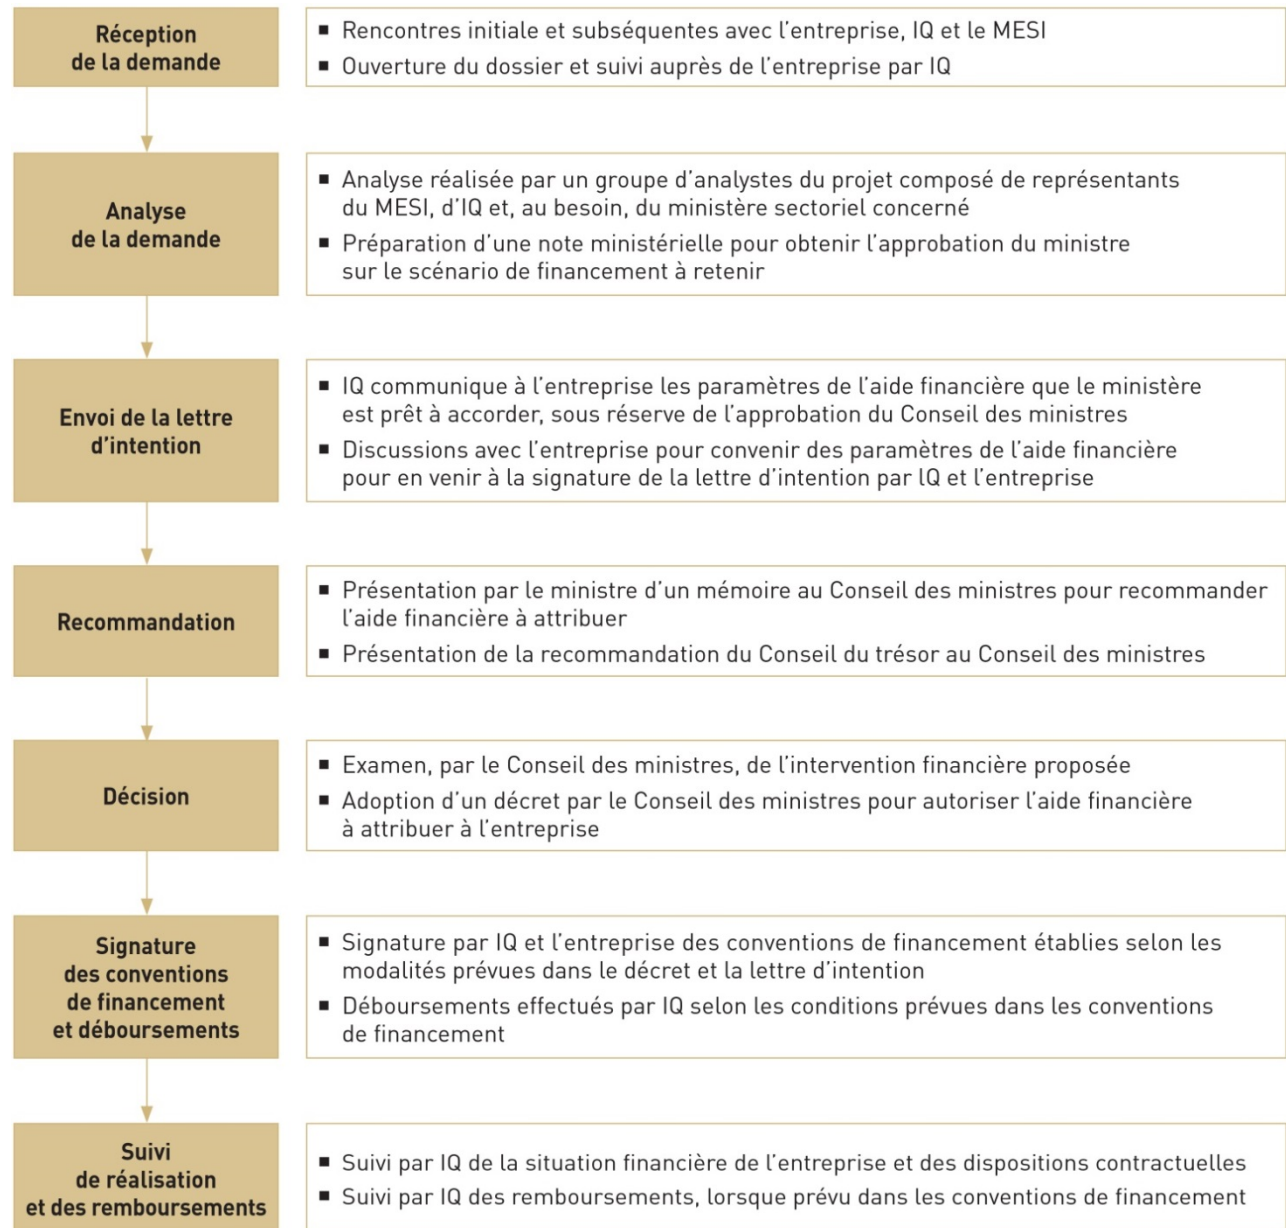 Réception
de la demande
■ Rencontres initiale et subséquentes avec l'entreprise, IQ et le MESI
■ Ouverture du dossier et suivi auprès de l'entreprise par IQ
Analyse
de la demande
■ Analyse réalisée par un groupe d'analystes du projet composé de représentants
du MESI, d'IQ et, au besoin, du ministère sectoriel concerné
■ Préparation d'une note ministérielle pour obtenir l'approbation du ministre
sur le scénario de financement à retenir
Envoi de la lettre
d'intention
■ IQ communique à l'entreprise les paramètres de l'aide financière que le ministère
est prêt à accorder, sous réserve de l'approbation du Conseil des ministres
■ Discussions avec l'entreprise pour convenir des paramètres de l'aide financière
pour en venir à la signature de la lettre d'intention par IQ et l'entreprise
Recommandation
■ Présentation par le ministre d'un mémoire au Conseil des ministres pour recommander
l'aide financière à attribuer
■ Présentation de la recommandation du Conseil du trésor au Conseil des ministres
Décision
■ Examen, par le Conseil des ministres, de l'intervention financière proposée
■ Adoption d'un décret par le Conseil des ministres pour autoriser l'aide financière
à attribuer à l'entreprise
Signature
des conventions
de financement
et déboursements
■ Signature par IQ et l'entreprise des conventions de financement établies selon les
modalités prévues dans le décret et la lettre d'intention
■ Déboursements effectués par IQ selon les conditions prévues dans les conventions
de financement
Suivi
de réalisation
et des remboursements
■ Suivi par IQ de la situation financière de l'entreprise et des dispositions contractuelles
■ Suivi par IQ des remboursements, lorsque prévu dans les conventions de financement